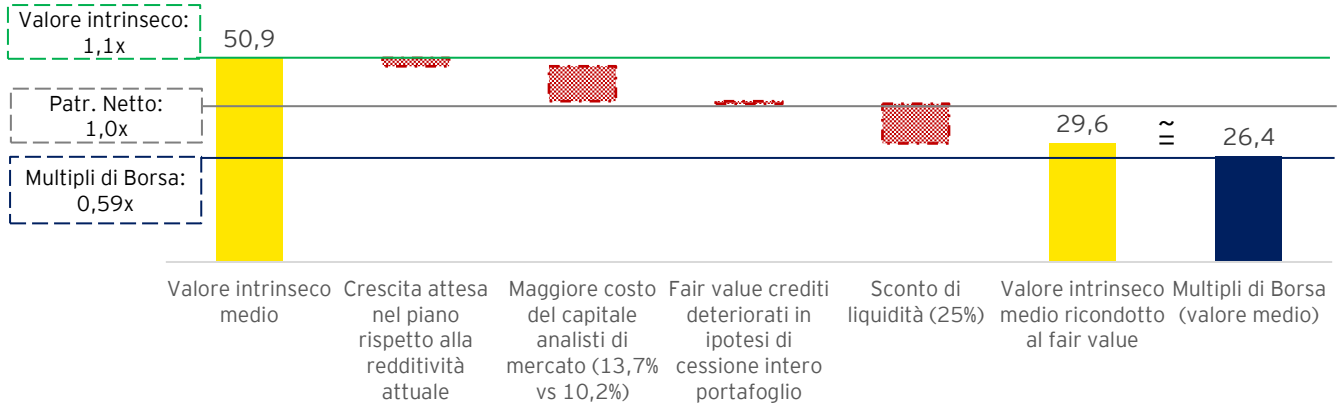 Valore intrinseco:
1,1x
50,9
Patr. Netto:
1,0x
29,6
≅
26,4
Multipli di Borsa:
0,59x
Valore intrinseco
medio
Crescita attesa
nel piano
rispetto alla
redditività
attuale
Maggiore costo
del capitale
analisti di
mercato (13,7%
vs 10,2%)
Fair value crediti
deteriorati in
ipotesi di
cessione intero
portafoglio
Sconto di
liquidità (25%)
Valore intrinseco
medio ricondotto
al fair value
Multipli di Borsa
(valore medio)